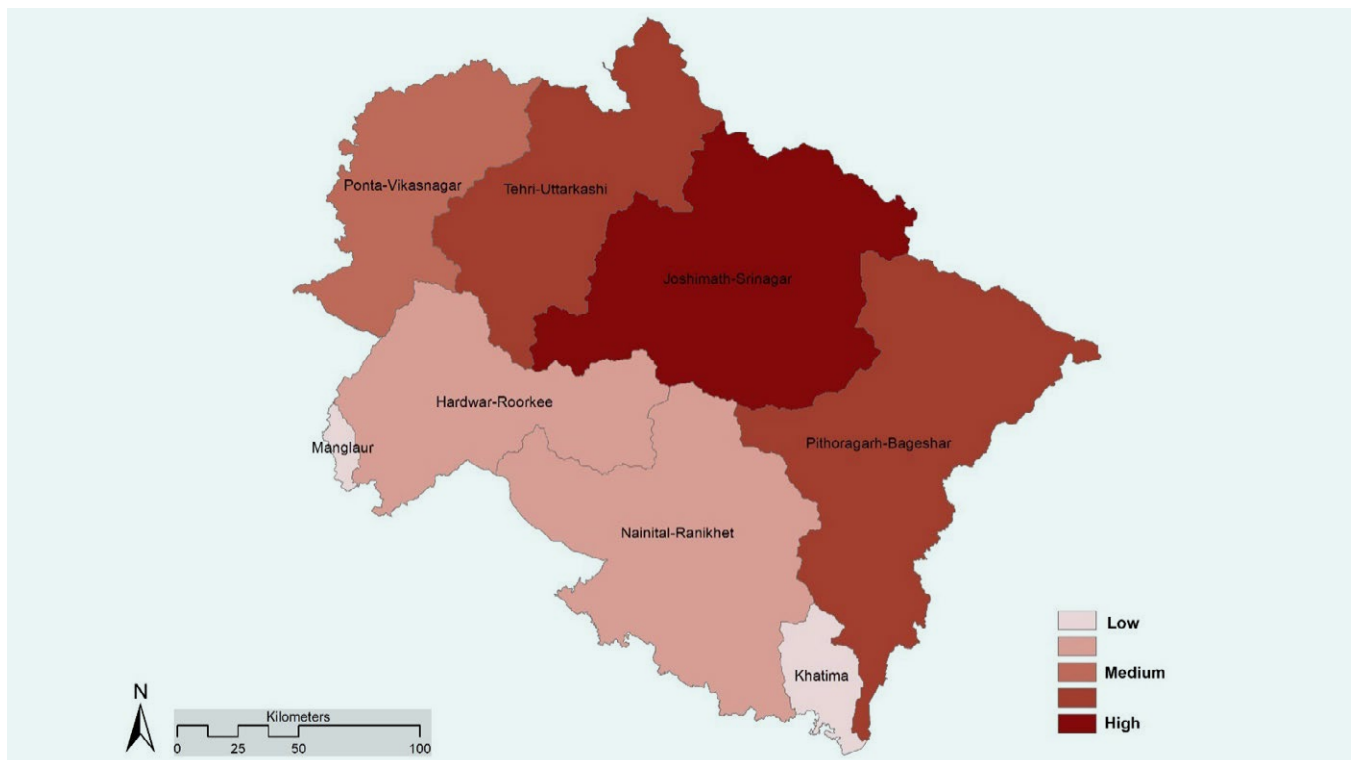 Ponta-Vikasnagar
Tehri-Uttarkashi
Joshimath-Srinagar
Hardwar-Roorkee
Manglaur
Pithoragarh-Bageshar
Nainital-Ranikhet
Khatima
Low
Medium
High
N
Kilometers
0 25 50 100